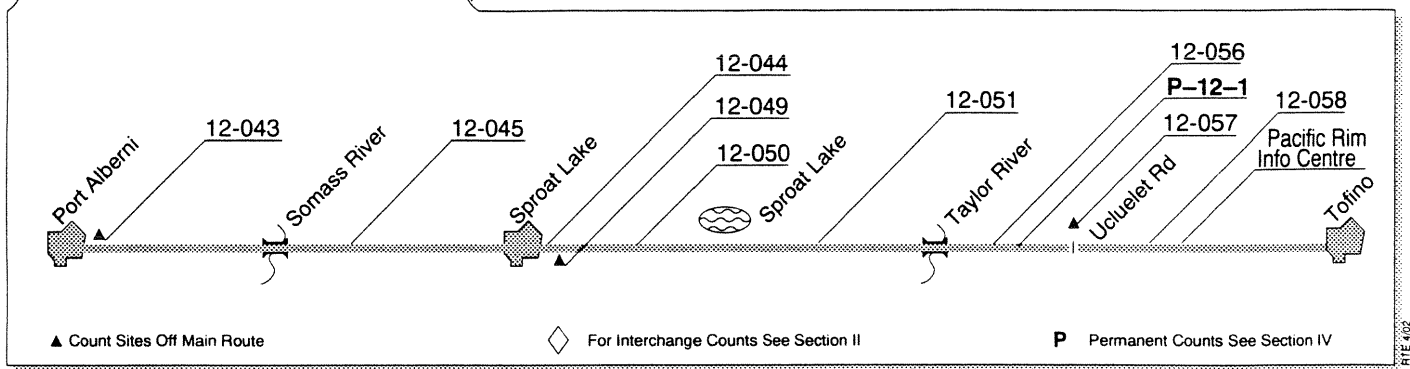 Port Alberni
12-043
Somass River
12-045
Sproat Lake
12-044
12-049
12-050
Sproat Lake
12-051
Taylor River
12-056
P–12–1
12-057
Ucluelet Rd
12-058
Pacific Rim
Info Centre
Tofino
▲ Count Sites Off Main Route
◇ For Interchange Counts See Section II
P Permanent Counts See Section IV
R1E 4/02